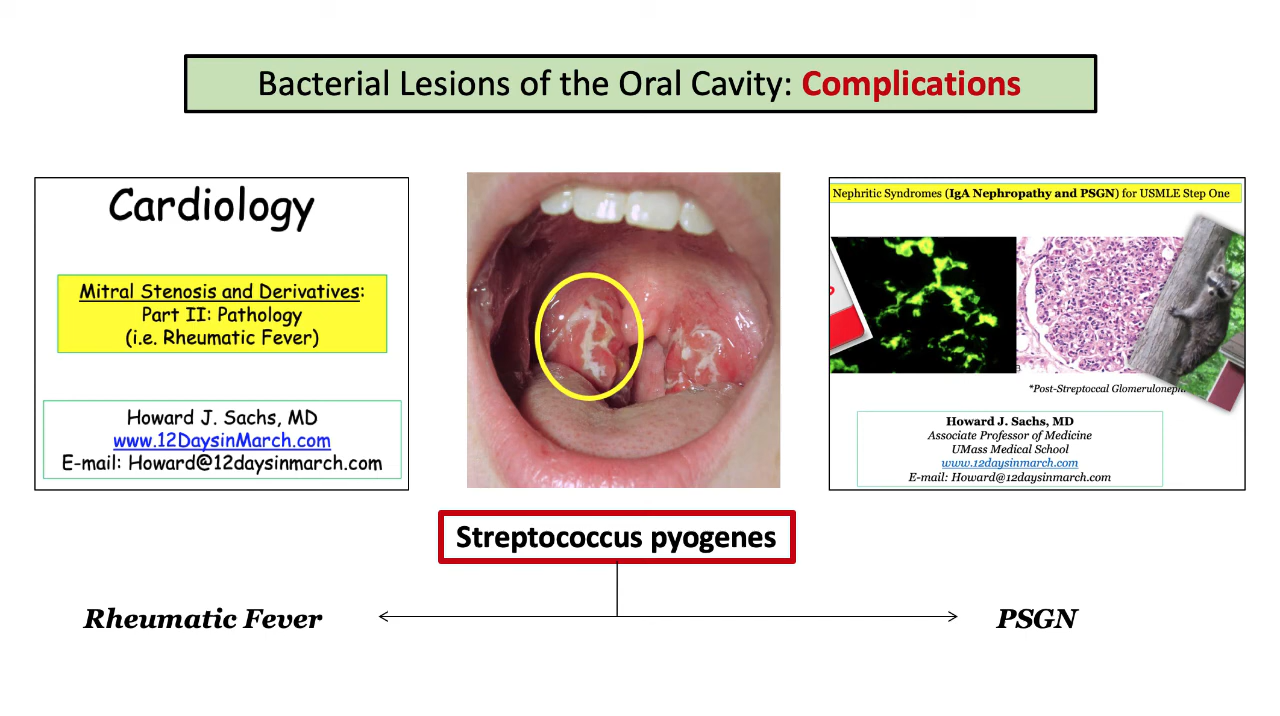 Bacterial Lesions of the Oral Cavity: Complications
Cardiology
Mitral Stenosis and Derivatives:
Part II: Pathology
(i.e. Rheumatic Fever)
Howard J. Sachs, MD
www.12DaysinMarch.com
E-mail: Howard@12daysinmarch.com
Nephritic Syndromes (IgA Nephropathy and PSGN) for USMLE Step One
*Post-Streptoccal
Howard J. Sachs, MD
Associate Professor of Medicine
UMass Medical School
www.12daysinmarch.com
E-mail: Howard@12daysinmarch.com
Streptococcus pyogenes
Rheumatic Fever
PSGN